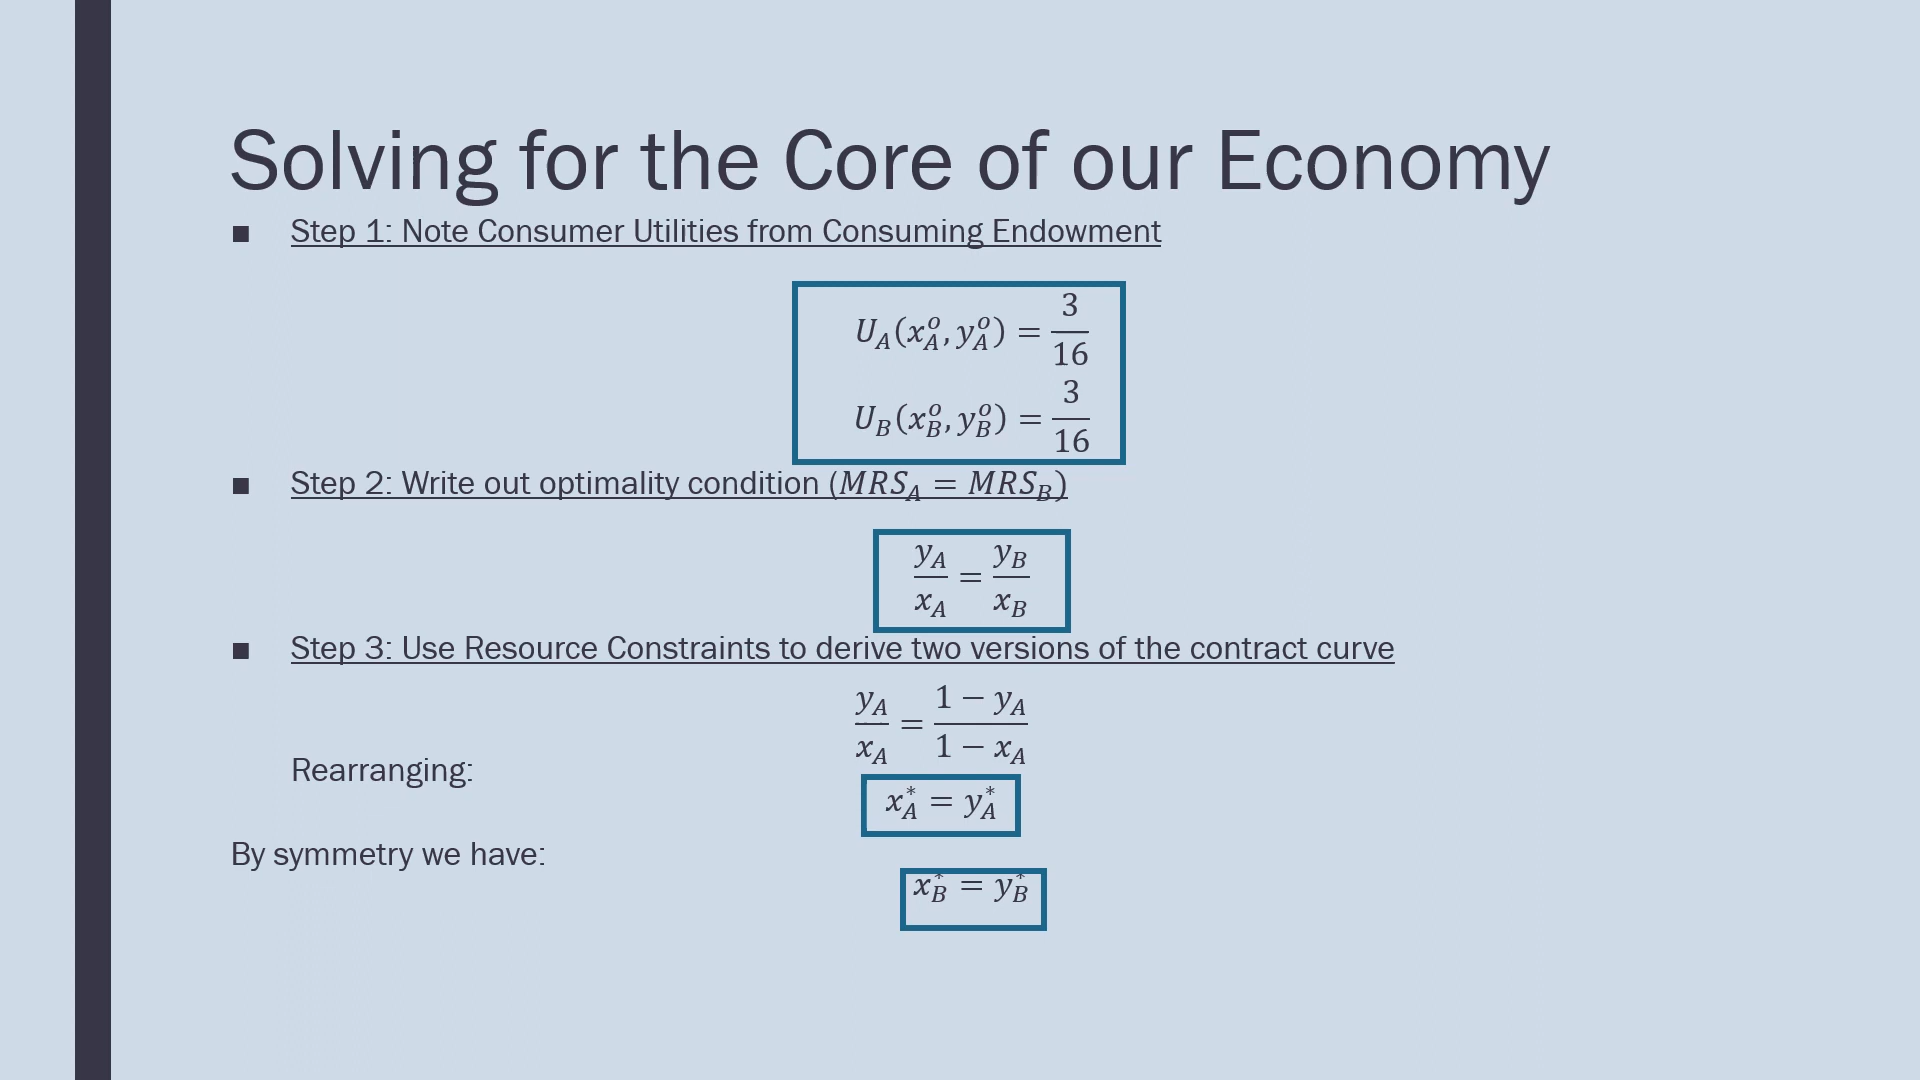 Solving for the Core of our Economy
■ Step 1: Note Consumer Utilities from Consuming Endowment
U_A(x_A^o, y_A^o) = 3/16
U_B(x_B^o, y_B^o) = 3/16
■ Step 2: Write out optimality condition (MRS_A = MRS_B)
y_A/x_A = y_B/x_B
■ Step 3: Use Resource Constraints to derive two versions of the contract curve
y_A/x_A = (1 − y_A)/(1 − x_A)
Rearranging:
x_A^* = y_A^*
By symmetry we have:
x_B^* = y_B^*